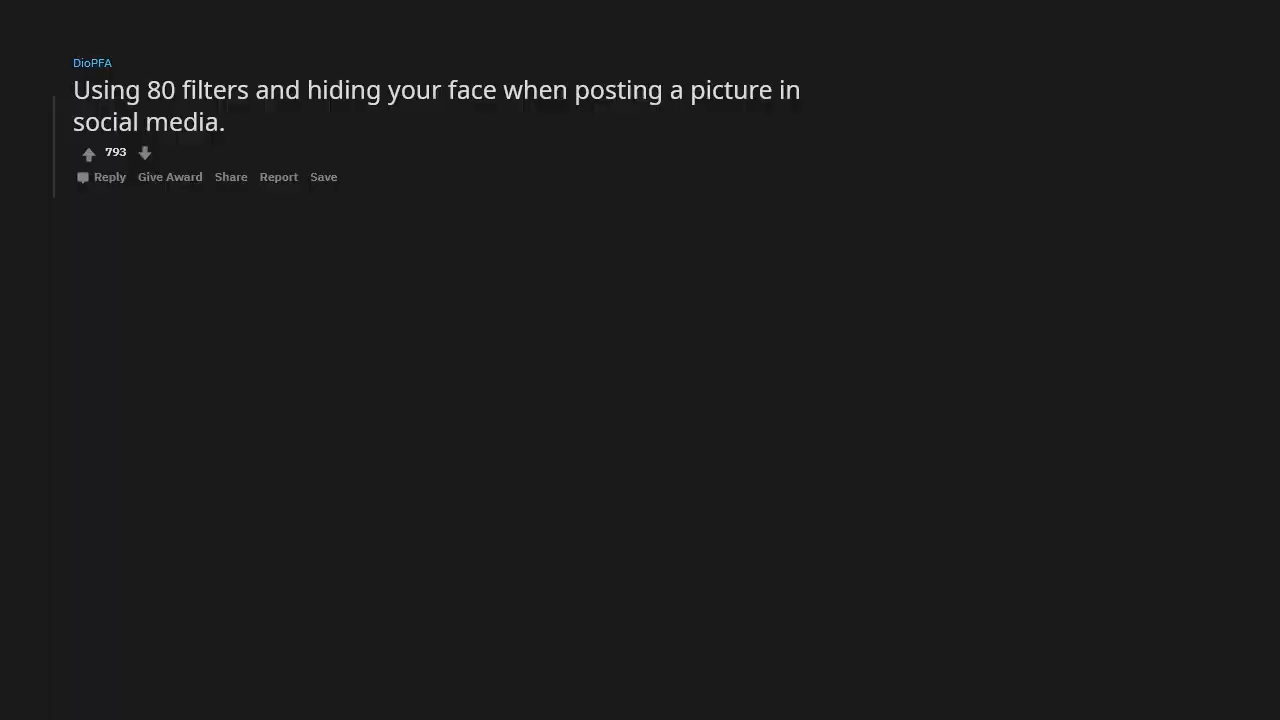 DioPFA
Using 80 filters and hiding your face when posting a picture in
social media.
793
Reply Give Award Share Report Save